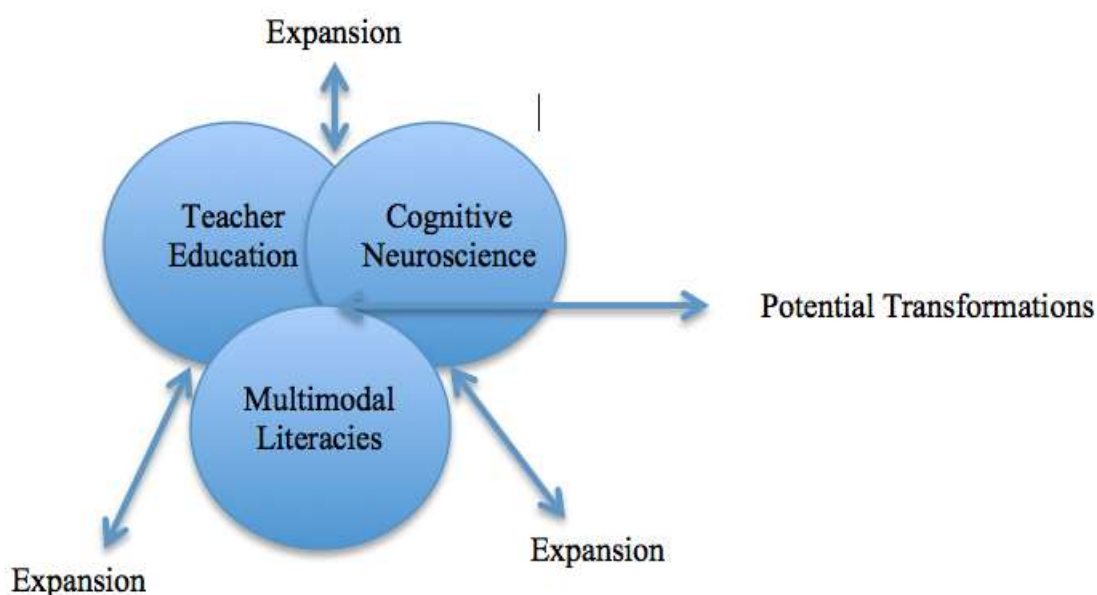 Expansion
Teacher
Education
Cognitive
Neuroscience
Potential Transformations
Multimodal
Literacies
Expansion
Expansion